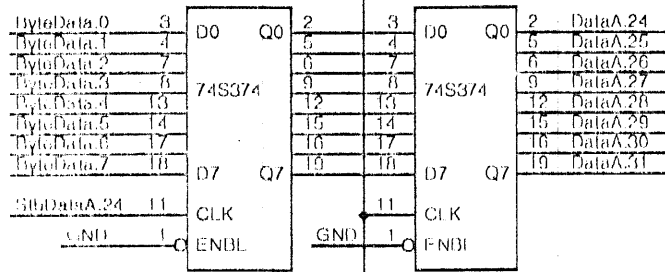 ByteData.0 3 D0 Q0 2 3 D0 Q0 2 DataA.24
ByteData.1 4 5 4 5 DataA.25
ByteData.2 7 6 7 6 DataA.26
ByteData.3 8 74S374 9 8 74S374 9 DataA.27
ByteData.4 13 12 13 12 DataA.28
ByteData.5 14 15 14 15 DataA.29
ByteData.6 17 16 17 16 DataA.30
ByteData.7 18 D7 Q7 19 18 D7 Q7 19 DataA.31
StbDataA.24 11 CLK 11 CLK
GND 1 ENBL GND 1 ENBL